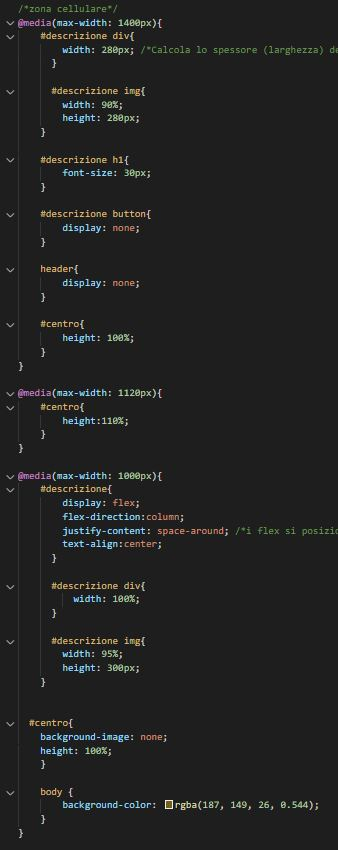 /*zona cellulare*/
@media(max-width: 1400px){
#descrizione div{
width: 280px; /*Calcola lo spessore (larghezza) de
}
#descrizione img{
width: 90%;
height: 280px;
}
#descrizione h1{
font-size: 30px;
}
#descrizione button{
display: none;
}
header{
display: none;
}
#centro{
height: 100%;
}
}
@media(max-width: 1120px){
#centro{
height:110%;
}
}
@media(max-width: 1000px){
#descrizione{
display: flex;
flex-direction:column;
justify-content: space-around; /*i flex si posizio
text-align:center;
}
#descrizione div{
width: 100%;
}
#descrizione img{
width: 95%;
height: 300px;
}
#centro{
background-image: none;
height: 100%;
}
body {
background-color: rgba(187, 149, 26, 0.544);
}
}